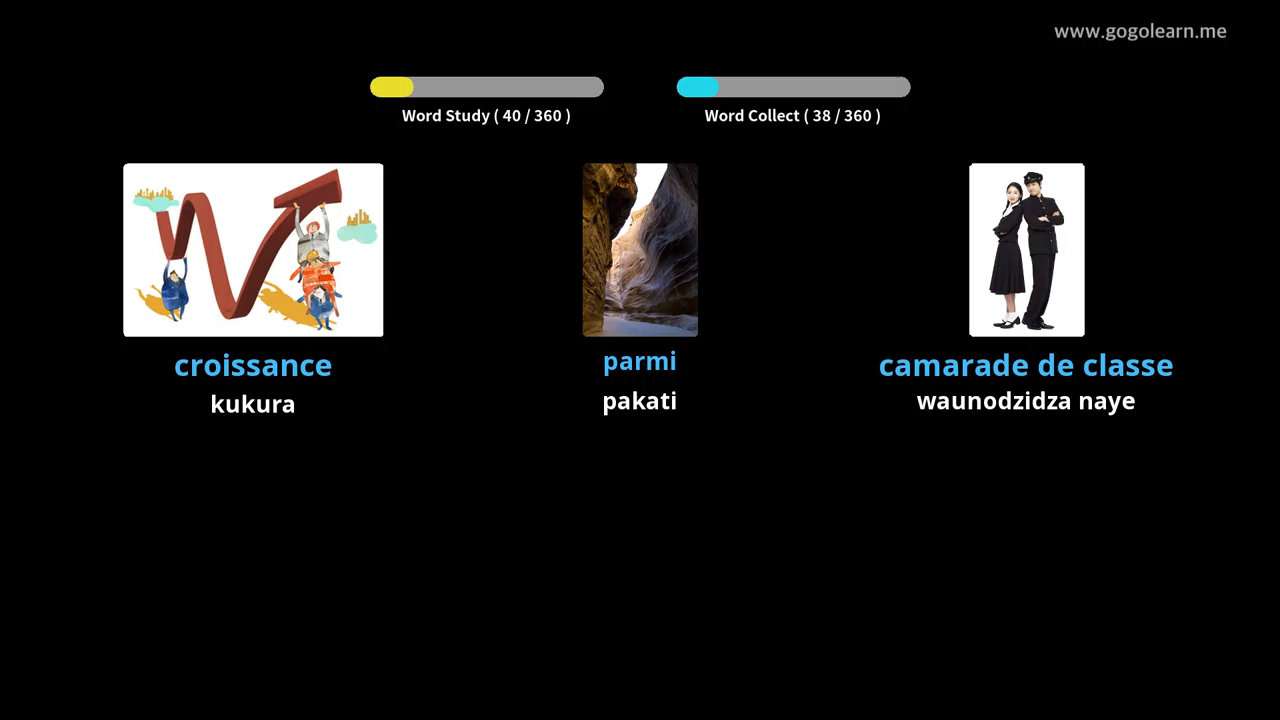 www.gogolearn.me
Word Study ( 40 / 360 )
Word Collect ( 38 / 360 )
croissance
kukura
parmi
pakati
camarade de classe
waunodzidza naye